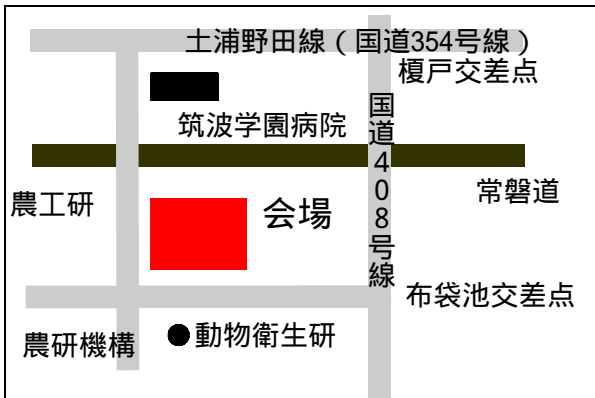 土浦野田線（国道354号線）
榎戸交差点
筑波学園病院
国道408号線
農工研
会場
常磐道
布袋池交差点
農研機構
●動物衛生研